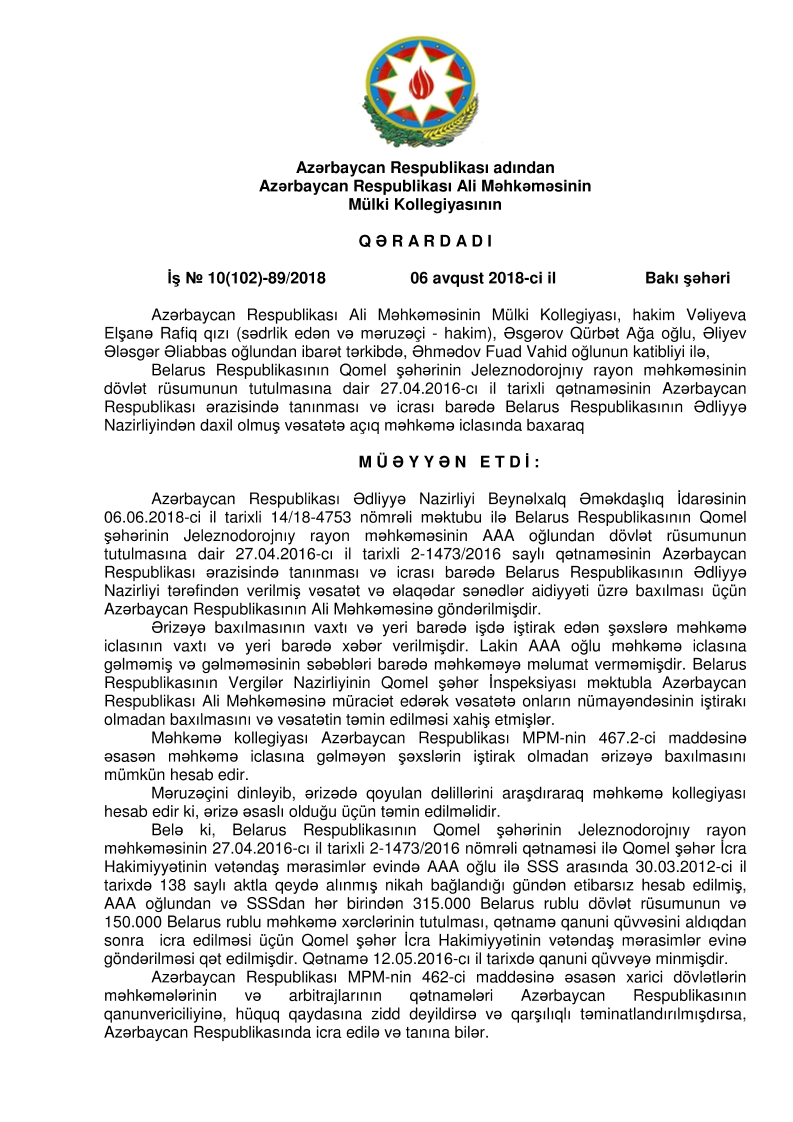 Azərbaycan Respublikası adından
Azərbaycan Respublikası Ali Məhkəməsinin
Mülki Kollegiyasının
Q Ə R A R D A D I
İş № 10(102)-89/2018 06 avqust 2018-ci il Bakı şəhəri
Azərbaycan Respublikası Ali Məhkəməsinin Mülki Kollegiyası, hakim Vəliyeva
Elşanə Rafiq qızı (sədrlik edən və məruzəçi - hakim), Əsgərov Qürbət Ağa oğlu, Əliyev
Ələsgər Əliabbas oğlundan ibarət tərkibdə, Əhmədov Fuad Vahid oğlunun katibliyi ilə,
Belarus Respublikasının Qomel şəhərinin Jeleznodorojnıy rayon məhkəməsinin
dövlət rüsumunun tutulmasına dair 27.04.2016-cı il tarixli qətnaməsinin Azərbaycan
Respublikası ərazisində tanınması və icrası barədə Belarus Respublikasının Ədliyyə
Nazirliyindən daxil olmuş vəsatətə açıq məhkəmə iclasında baxaraq
M Ü Ə Y Y Ə N E T D İ :
Azərbaycan Respublikası Ədliyyə Nazirliyi Beynəlxalq Əməkdaşlıq İdarəsinin
06.06.2018-ci il tarixli 14/18-4753 nömrəli məktubu ilə Belarus Respublikasının Qomel
şəhərinin Jeleznodorojnıy rayon məhkəməsinin AAA oğlundan dövlət rüsumunun
tutulmasına dair 27.04.2016-cı il tarixli 2-1473/2016 saylı qətnaməsinin Azərbaycan
Respublikası ərazisində tanınması və icrası barədə Belarus Respublikasının Ədliyyə
Nazirliyi tərəfindən verilmiş vəsatət və əlaqədar sənədlər aidiyyəti üzrə baxılması üçün
Azərbaycan Respublikasının Ali Məhkəməsinə göndərilmişdir.
Ərizəyə baxılmasının vaxtı və yeri barədə işdə iştirak edən şəxslərə məhkəmə
iclasının vaxtı və yeri barədə xəbər verilmişdir. Lakin AAA oğlu məhkəmə iclasına
gəlməmiş və gəlməməsinin səbəbləri barədə məhkəməyə məlumat verməmişdir. Belarus
Respublikasının Vergilər Nazirliyinin Qomel şəhər İnspeksiyası məktubla Azərbaycan
Respublikası Ali Məhkəməsinə müraciət edərək vəsatətə onların nümayəndəsinin iştirakı
olmadan baxılmasını və vəsatətin təmin edilməsi xahiş etmişlər.
Məhkəmə kollegiyası Azərbaycan Respublikası MPM-nin 467.2-ci maddəsinə
əsasən məhkəmə iclasına gəlməyən şəxslərin iştirak olmadan ərizəyə baxılmasını
mümkün hesab edir.
Məruzəçini dinləyib, ərizədə qoyulan dəlillərini araşdıraraq məhkəmə kollegiyası
hesab edir ki, ərizə əsaslı olduğu üçün təmin edilməlidir.
Belə ki, Belarus Respublikasının Qomel şəhərinin Jeleznodorojnıy rayon
məhkəməsinin 27.04.2016-cı il tarixli 2-1473/2016 nömrəli qətnaməsi ilə Qomel şəhər İcra
Hakimiyyətinin vətəndaş mərasimlər evində AAA oğlu ilə SSS arasında 30.03.2012-ci il
tarixdə 138 saylı aktla qeydə alınmış nikah bağlandığı gündən etibarsız hesab edilmiş,
AAA oğlundan və SSSdan hər birindən 315.000 Belarus rublu dövlət rüsumunun və
150.000 Belarus rublu məhkəmə xərclərinin tutulması, qətnamə qanuni qüvvəsini aldıqdan
sonra icra edilməsi üçün Qomel şəhər İcra Hakimiyyətinin vətəndaş mərasimlər evinə
göndərilməsi qət edilmişdir. Qətnamə 12.05.2016-cı il tarixdə qanuni qüvvəyə minmişdir.
Azərbaycan Respublikası MPM-nin 462-ci maddəsinə əsasən xarici dövlətlərin
məhkəmələrinin və arbitrajlarının qətnamələri Azərbaycan Respublikasının
qanunvericiliyinə, hüquq qaydasına zidd deyildirsə və qarşılıqlı təminatlandırılmışdırsa,
Azərbaycan Respublikasında icra edilə və tanına bilər.